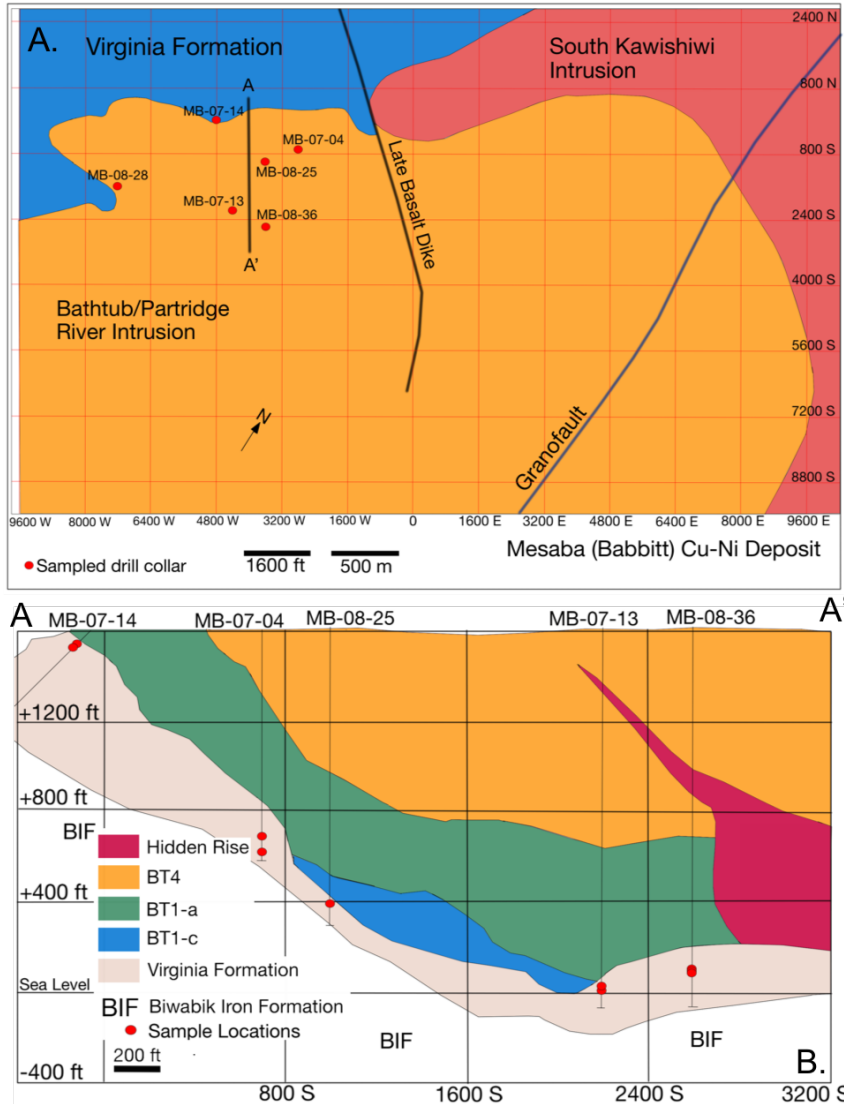 A.
Virginia Formation
South Kawishiwi
Intrusion
2400 N
800 N
800 S
2400 S
4000 S
5600 S
7200 S
8800 S
A
MB-07-14
MB-07-04
MB-08-25
MB-08-28
MB-07-13
MB-08-36
A'
Late Basalt Dike
Bathtub/Partridge
River Intrusion
N
Granofault
9600 W 8000 W 6400 W 4800 W 3200 W 1600 W 0 1600 E 3200 E 4800 E 6400 E 8000 E 9600 E
Sampled drill collar
1600 ft
500 m
Mesaba (Babbitt) Cu-Ni Deposit
A
A'
MB-07-14
MB-07-04
MB-08-25
MB-07-13
MB-08-36
+1200 ft
+800 ft
BIF
Hidden Rise
BT4
+400 ft
BT1-a
BT1-c
Virginia Formation
Sea Level
BIF Biwabik Iron Formation
Sample Locations
200 ft
BIF
BIF
B.
-400 ft
800 S 1600 S 2400 S 3200 S